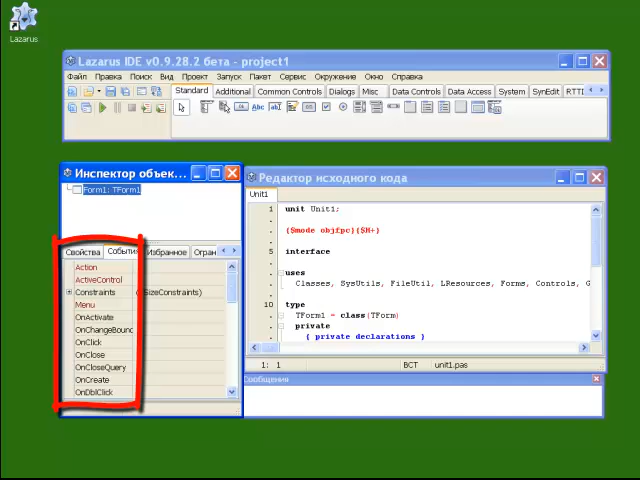 Lazarus
Lazarus IDE v0.9.28.2 бета - project1
Файл Правка Поиск Вид Проект Запуск Пакет Сервис Окружение Окно Справка
Standard Additional Common Controls Dialogs Misc Data Controls Data Access System SynEdit RTTI
Инспектор объек...
Form1: TForm1
Свойства События Избранное Огран
Action
ActiveControl
Constraints SizeConstraints)
Menu
OnActivate
OnChangeBounc
OnClick
OnClose
OnCloseQuery
OnCreate
OnDblClick
Редактор исходного кода
Unit1
1 unit Unit1;
{$mode objfpc}{$H+}
5 interface
uses
Classes, SysUtils, FileUtil, LResources, Forms, Controls, G
10 type
TForm1 = class(TForm)
private
{ private declarations }
1: 1 ВСТ unit1.pas
Сообщения